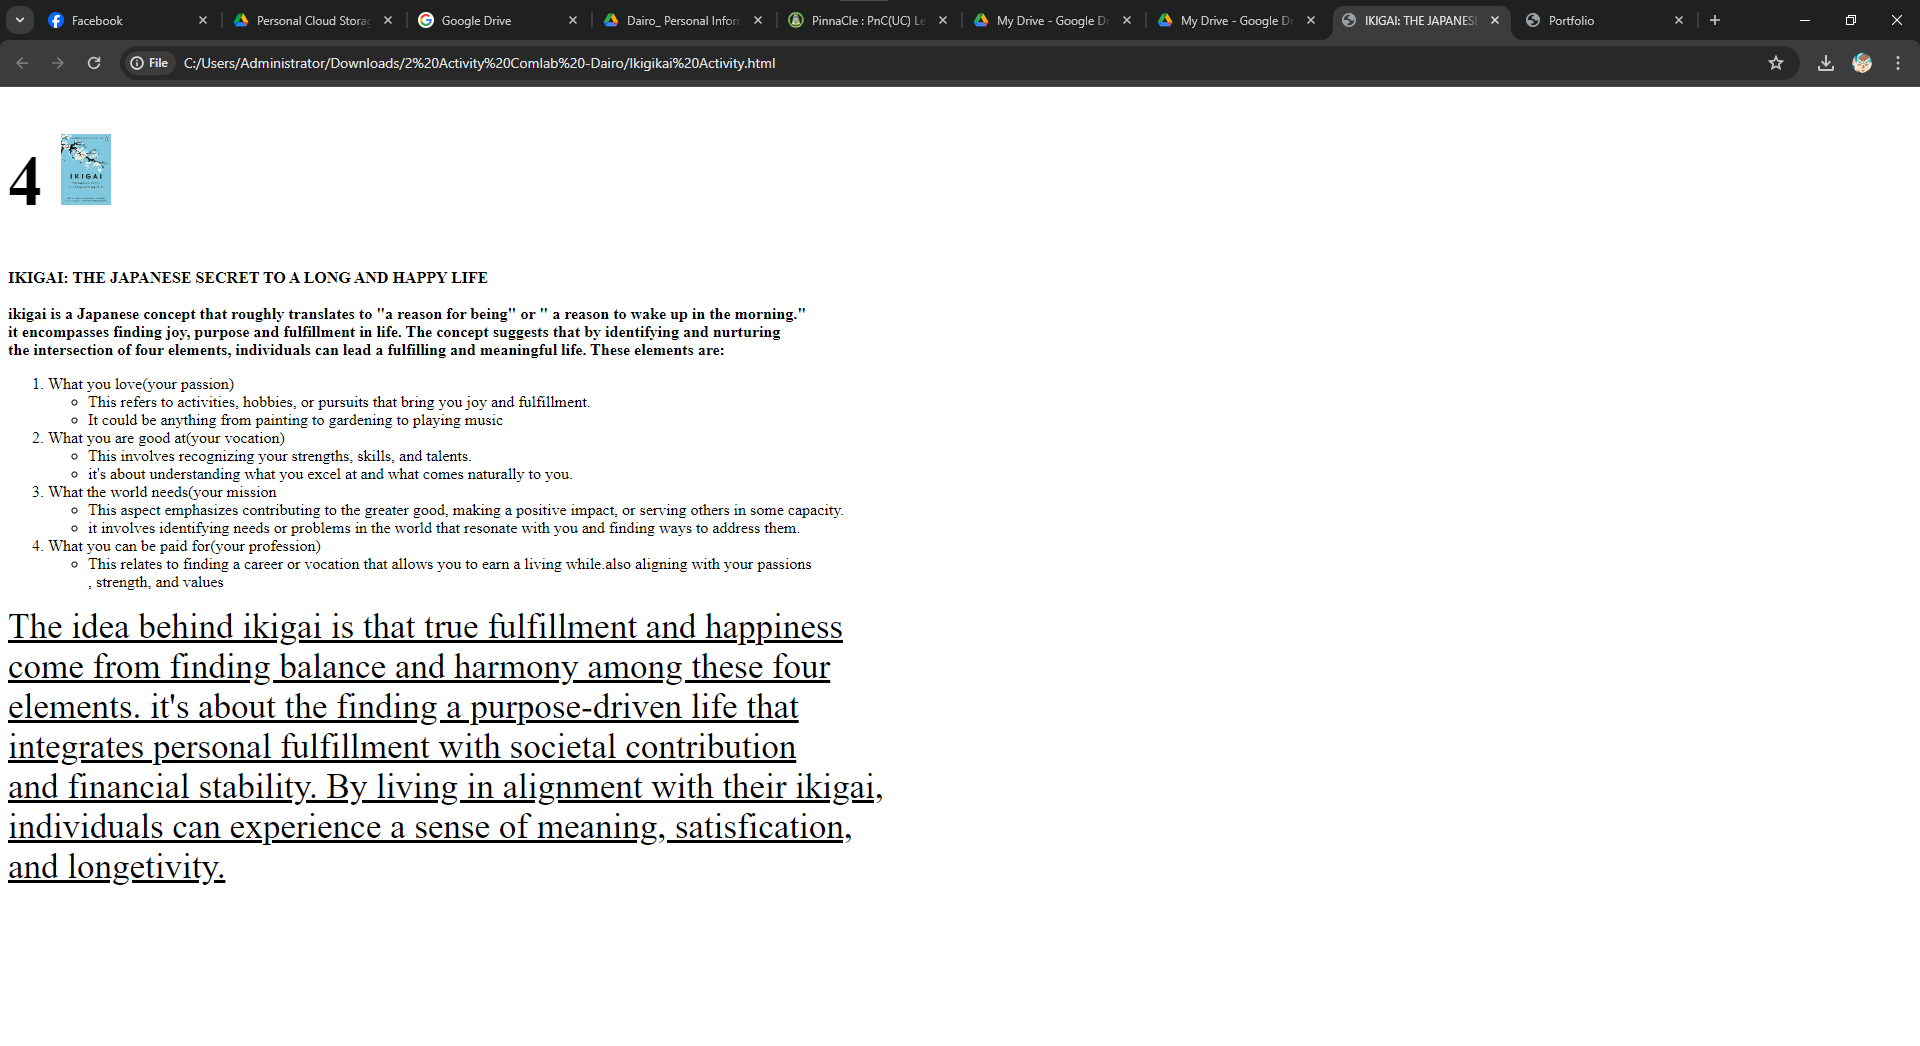 Facebook
Personal Cloud Storag
Google Drive
Dairo_ Personal Inform
PinnaCle : PnC(UC) Le
My Drive - Google Dr
My Drive - Google Dr
IKIGAI: THE JAPANESE
Portfolio
File C:/Users/Administrator/Downloads/2%20Activity%20Comlab%20-Dairo/Ikigikai%20Activity.html
4
IKIGAI
IKIGAI: THE JAPANESE SECRET TO A LONG AND HAPPY LIFE
ikigai is a Japanese concept that roughly translates to "a reason for being" or " a reason to wake up in the morning."
it encompasses finding joy, purpose and fulfillment in life. The concept suggests that by identifying and nurturing
the intersection of four elements, individuals can lead a fulfilling and meaningful life. These elements are:
1. What you love(your passion)
This refers to activities, hobbies, or pursuits that bring you joy and fulfillment.
It could be anything from painting to gardening to playing music
2. What you are good at(your vocation)
This involves recognizing your strengths, skills, and talents.
it's about understanding what you excel at and what comes naturally to you.
3. What the world needs(your mission
This aspect emphasizes contributing to the greater good, making a positive impact, or serving others in some capacity.
it involves identifying needs or problems in the world that resonate with you and finding ways to address them.
4. What you can be paid for(your profession)
This relates to finding a career or vocation that allows you to earn a living while.also aligning with your passions
, strength, and values
The idea behind ikigai is that true fulfillment and happiness
come from finding balance and harmony among these four
elements. it's about the finding a purpose-driven life that
integrates personal fulfillment with societal contribution
and financial stability. By living in alignment with their ikigai,
individuals can experience a sense of meaning, satisfication,
and longetivity.